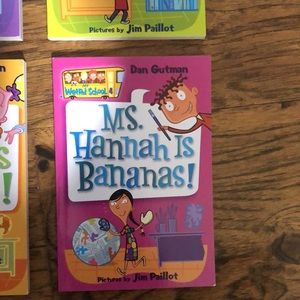 Pictures by Jim Paillot
Dan Gutman
My
Weird School 4
Ms.
Hannah is
Bananas!
Pictures by Jim Paillot